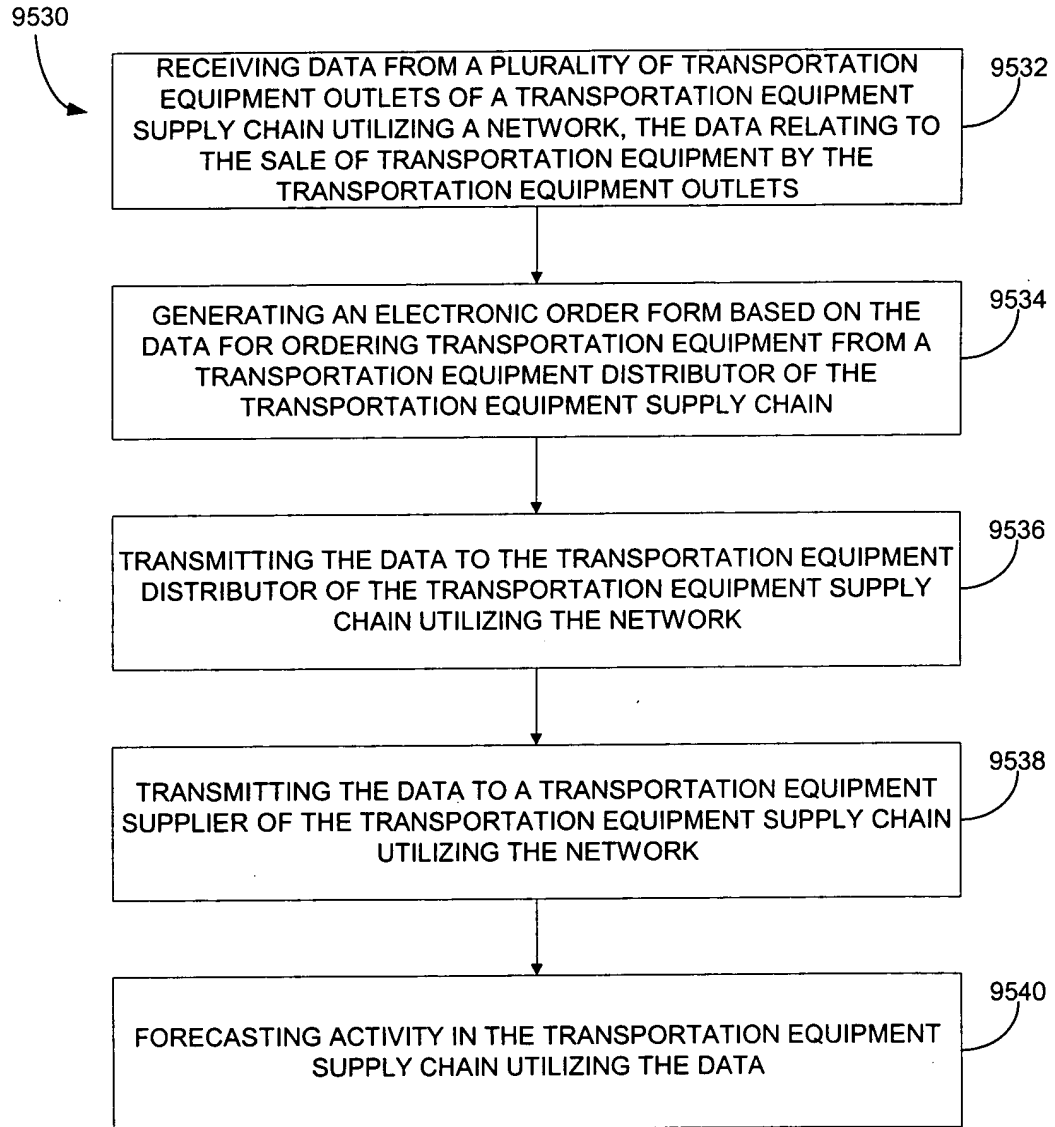 9530
RECEIVING DATA FROM A PLURALITY OF TRANSPORTATION
EQUIPMENT OUTLETS OF A TRANSPORTATION EQUIPMENT
SUPPLY CHAIN UTILIZING A NETWORK, THE DATA RELATING TO
THE SALE OF TRANSPORTATION EQUIPMENT BY THE
TRANSPORTATION EQUIPMENT OUTLETS
9532
GENERATING AN ELECTRONIC ORDER FORM BASED ON THE
DATA FOR ORDERING TRANSPORTATION EQUIPMENT FROM A
TRANSPORTATION EQUIPMENT DISTRIBUTOR OF THE
TRANSPORTATION EQUIPMENT SUPPLY CHAIN
9534
TRANSMITTING THE DATA TO THE TRANSPORTATION EQUIPMENT
DISTRIBUTOR OF THE TRANSPORTATION EQUIPMENT SUPPLY
CHAIN UTILIZING THE NETWORK
9536
TRANSMITTING THE DATA TO A TRANSPORTATION EQUIPMENT
SUPPLIER OF THE TRANSPORTATION EQUIPMENT SUPPLY CHAIN
UTILIZING THE NETWORK
9538
FORECASTING ACTIVITY IN THE TRANSPORTATION EQUIPMENT
SUPPLY CHAIN UTILIZING THE DATA
9540